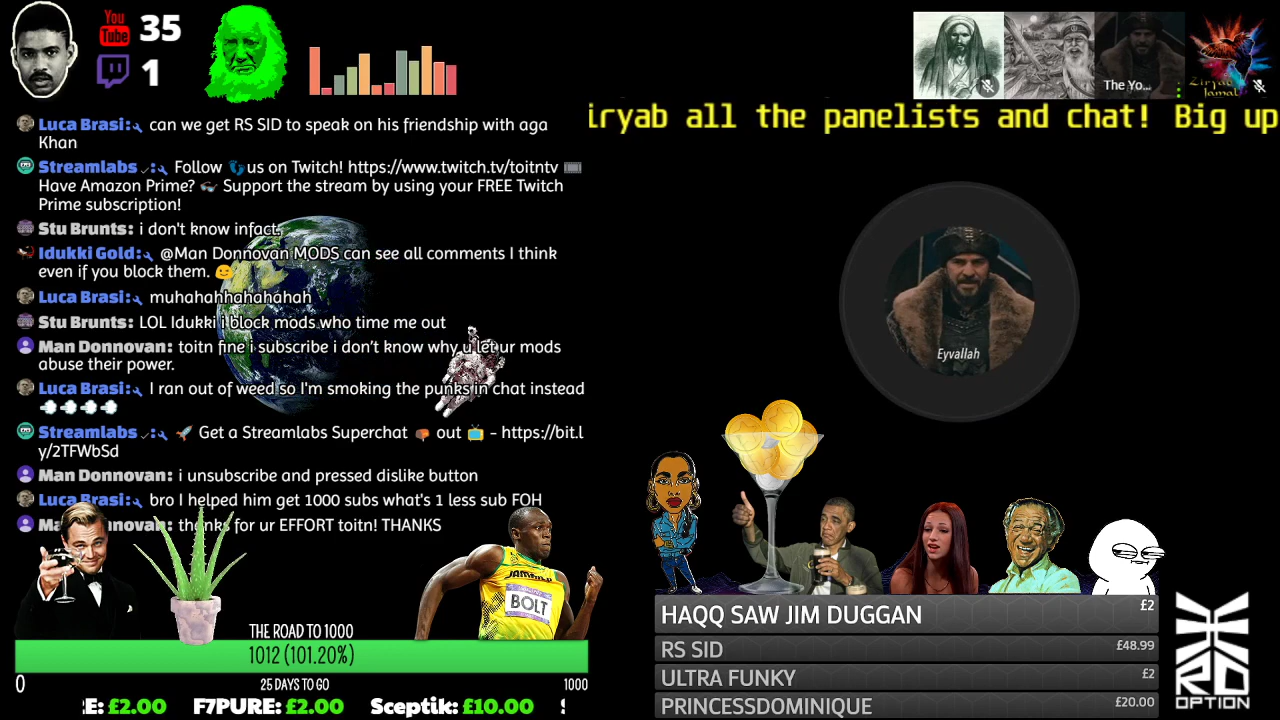 You
Tube 35
1
The Yo...
Ziryab
Jamal
iryab all the panelists and chat! Big up
Luca Brasi: can we get RS SID to speak on his friendship with aga
Khan
Streamlabs : Follow us on Twitch! https://www.twitch.tv/toitntv
Have Amazon Prime? Support the stream by using your FREE Twitch
Prime subscription!
Stu Brunts: i don't know infact.
Idukki Gold: @Man Donnovan MODS can see all comments I think
even if you block them.
Luca Brasi: muhahahhahahahah
Stu Brunts: LOL Idukki i block mods who time me out
Man Donnovan: toitn fine i subscribe i don't know why u let ur mods
abuse their power.
Luca Brasi: I ran out of weed so I'm smoking the punks in chat instead
Streamlabs : Get a Streamlabs Superchat out - https://bit.l
y/2TFWbSd
Man Donnovan: i unsubscribe and pressed dislike button
Luca Brasi: bro I helped him get 1000 subs what's 1 less sub FOH
Man Donnovan: thanks for ur EFFORT toitn! THANKS
Eyvallah
JAMAICA
BOLT
THE ROAD TO 1000
1012 (101.20%)
0 25 DAYS TO GO 1000
E: £2.00 F7PURE: £2.00 Sceptik: £10.00
HAQQ SAW JIM DUGGAN £2
RS SID £48.99
ULTRA FUNKY £2
PRINCESSDOMINIQUE £20.00
OPTION